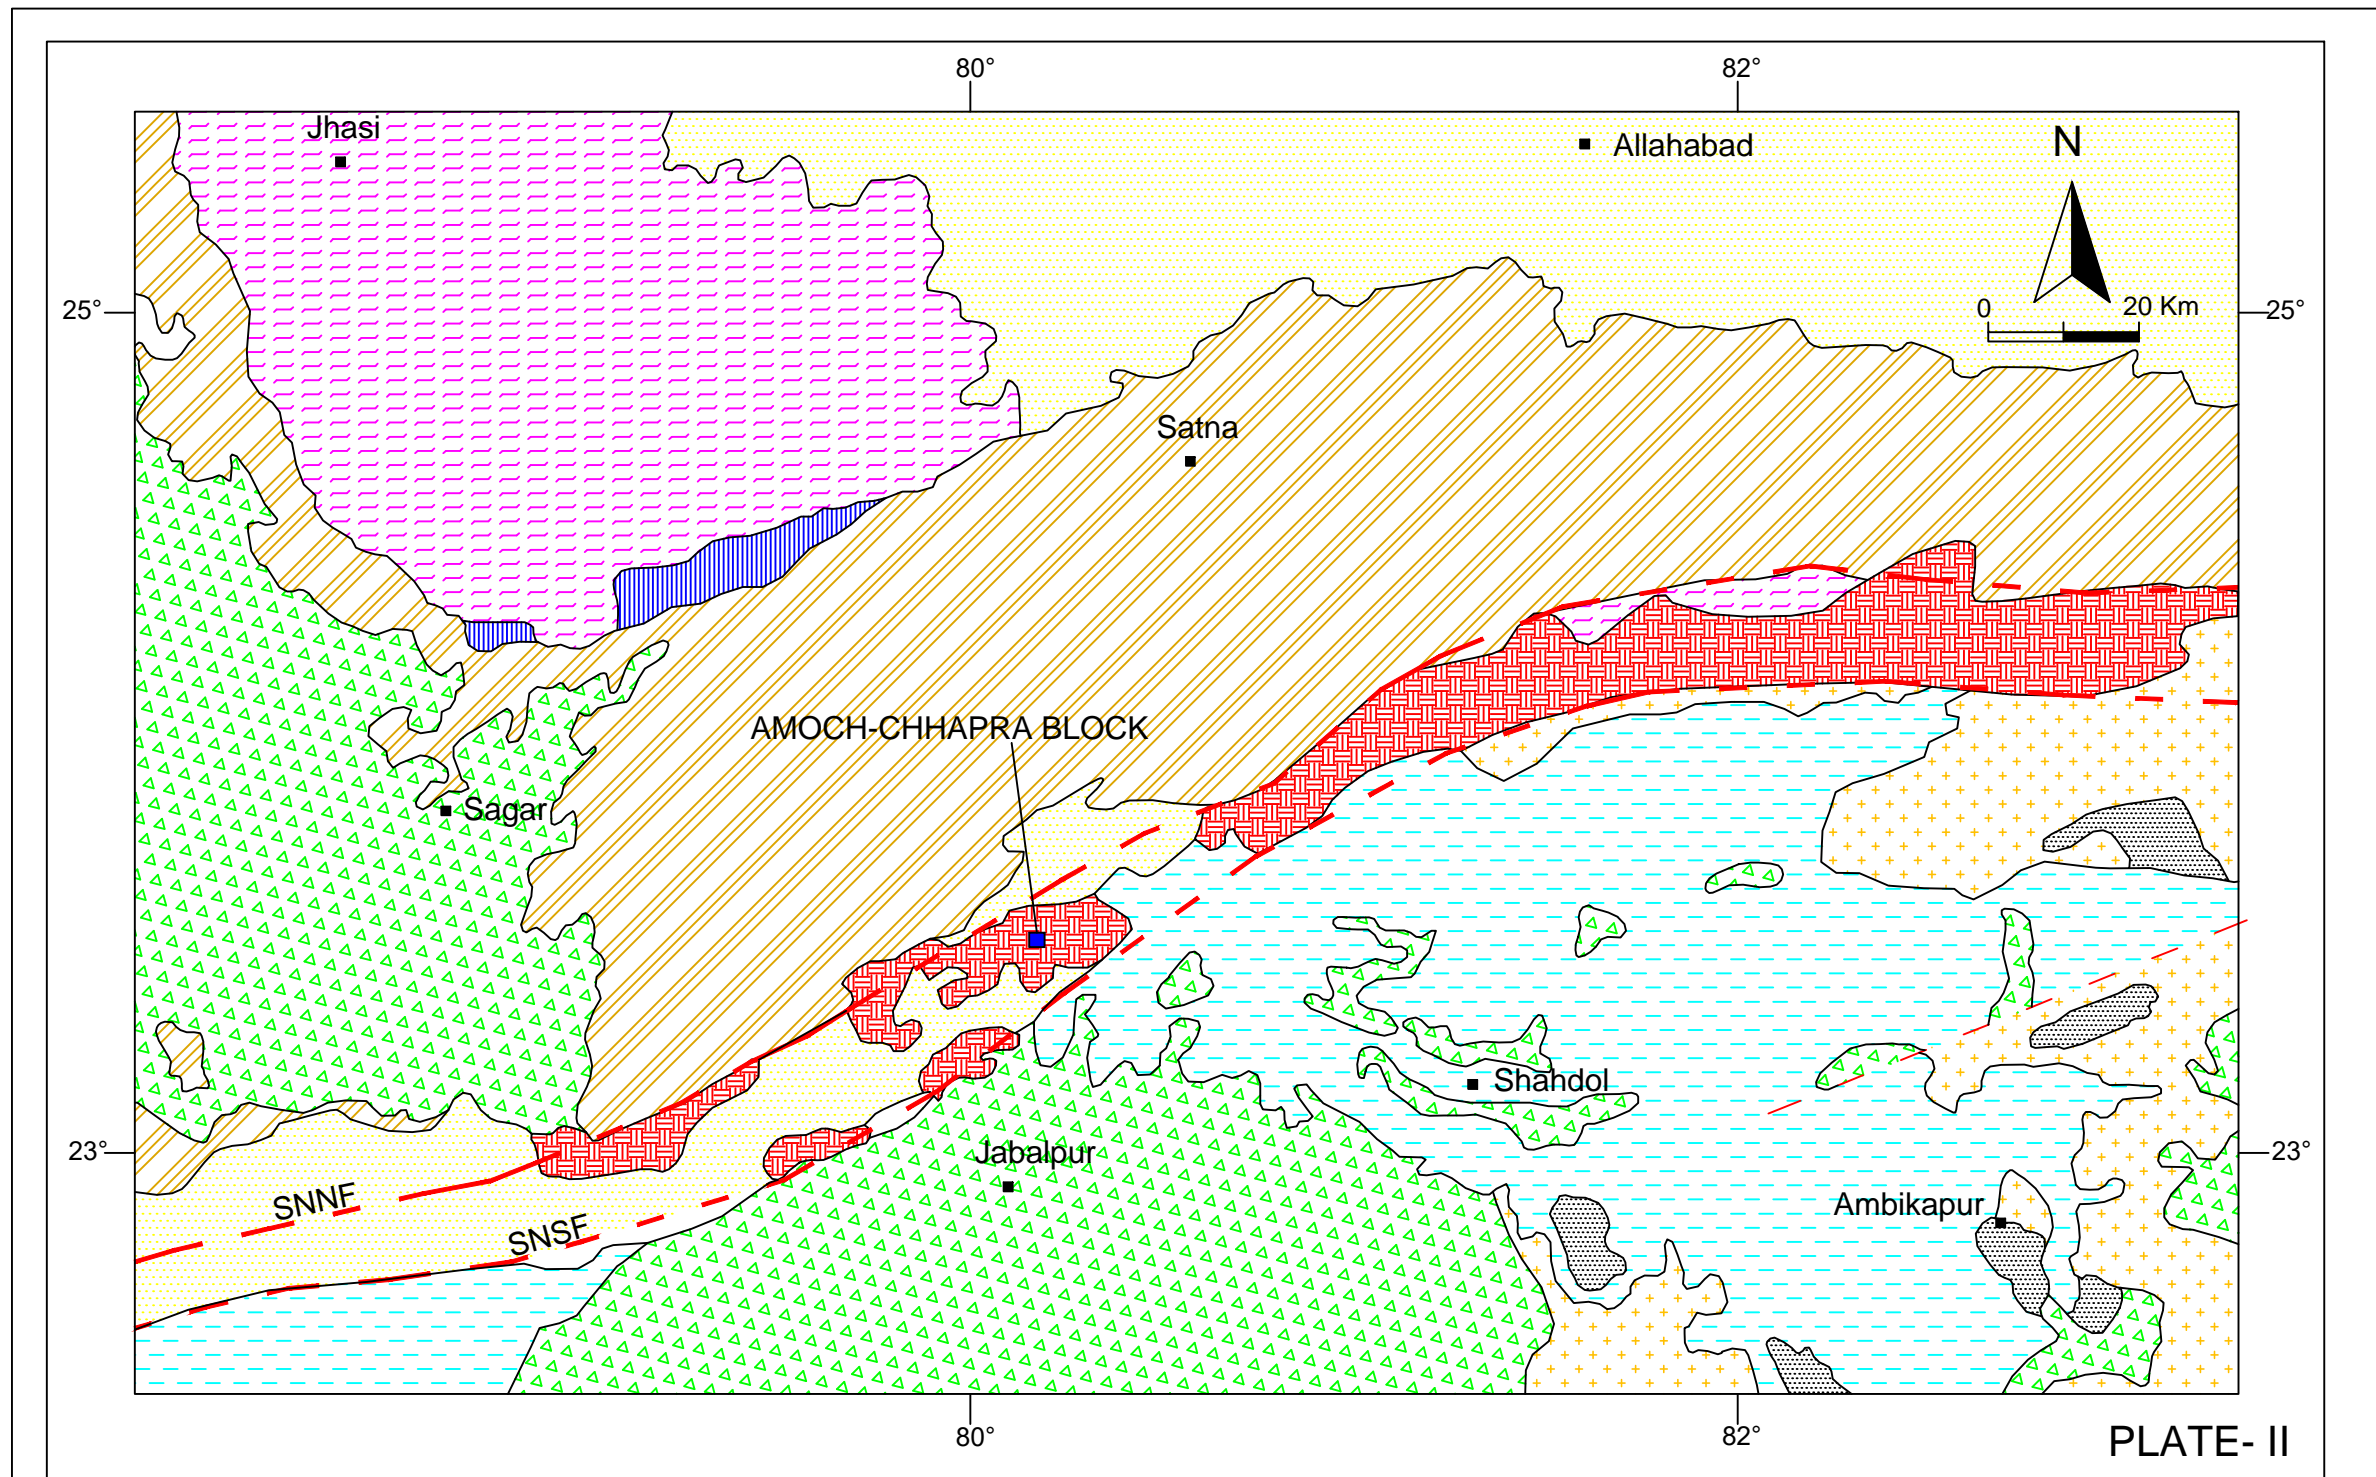 80°
82°
Jhasi
Allahabad
N
25°
0
20 Km
25°
Satna
AMOCH-CHHAPRA BLOCK
Sagar
Shahdol
23°
Jabalpur
23°
SNNF
Ambikapur
SNSF
80°
82°
PLATE- II